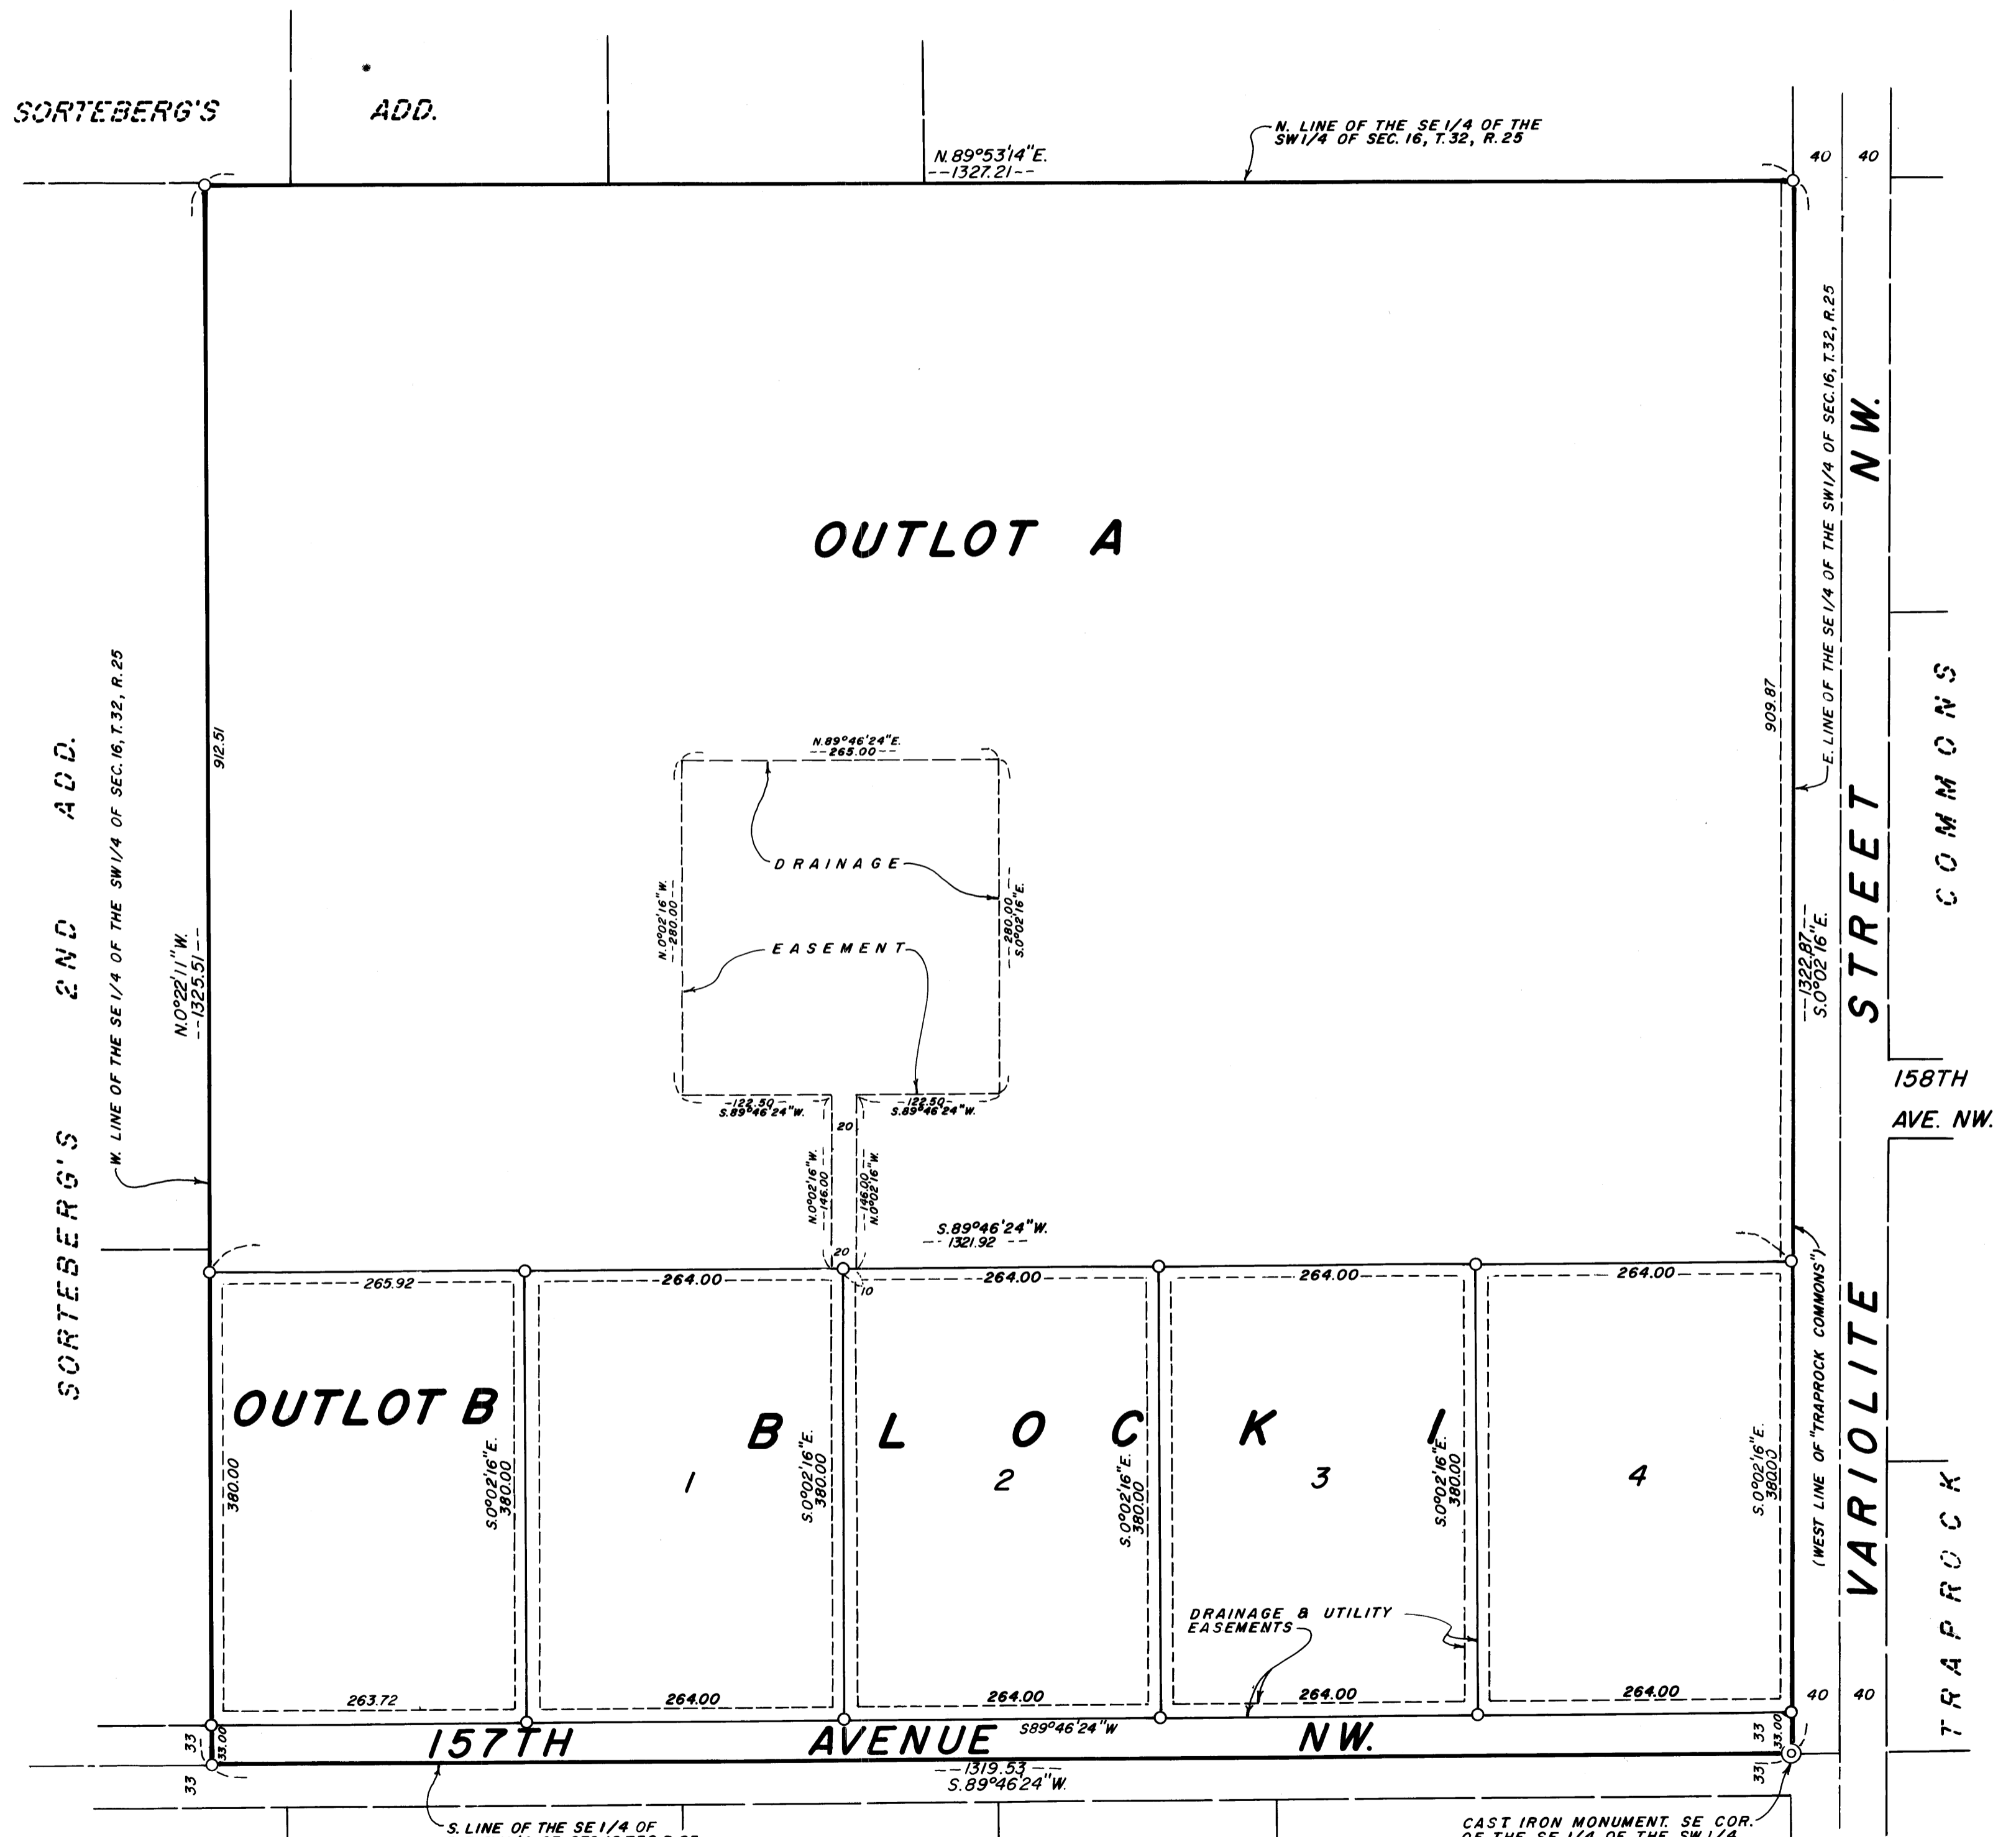 SORTEBERG'S ADD.
N. 89°53'14"E.
--1327.21--
N. LINE OF THE SE 1/4 OF THE
SW 1/4 OF SEC. 16, T. 32, R. 25
40 40
OUTLOT A
912.51
909.87
E. LINE OF THE SE 1/4 OF THE SW 1/4 OF SEC. 16, T. 32, R. 25
W. LINE OF THE SE 1/4 OF THE SW 1/4 OF SEC. 16, T. 32, R. 25
SORTEBERG'S 2ND ADD.
N. 0°22'11"W.
--1325.51--
--1322.87--
S. 0°02'16"E.
VARIOLITE STREET NW.
TRAPROCK COMMONS
158TH
AVE. NW.
(WEST LINE OF "TRAPROCK COMMONS")
N. 89°46'24"E.
--265.00--
DRAINAGE
EASEMENT
N. 0°02'16"W.
--280.00--
--280.00--
S. 0°02'16"E.
-122.50-
S. 89°46'24"W.
-122.50-
S. 89°46'24"W.
20
N. 0°02'16"W.
--146.00--
--146.00--
N. 0°02'16"W.
20
10
S. 89°46'24"W.
--1321.92--
265.92
264.00
264.00
264.00
264.00
OUTLOT B
BLOCK 1
1
2
3
4
380.00
S. 0°02'16"E.
380.00
S. 0°02'16"E.
380.00
S. 0°02'16"E.
380.00
S. 0°02'16"E.
380.00
S. 0°02'16"E.
380.00
DRAINAGE & UTILITY
EASEMENTS
263.72
264.00
264.00
264.00
264.00
40 40
157TH AVENUE NW.
S89°46'24"W
33
33.00
33
33.00
33
33
--1319.53--
S. 89°46'24"W.
S. LINE OF THE SE 1/4 OF
CAST IRON MONUMENT. SE COR.
OF THE SE 1/4 OF THE SW 1/4